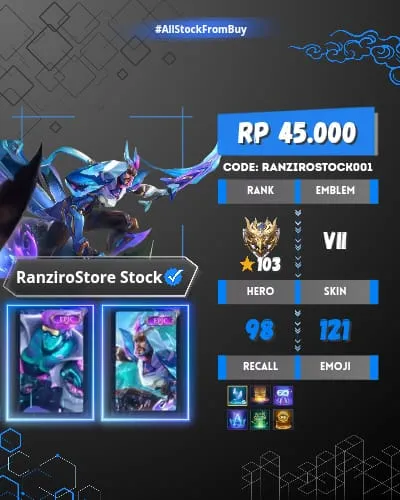 #AllStockFromBuy
RP 45.000
CODE: RANZIROSTOCK001
RANK EMBLEM
VII
103
RanziroStore Stock
HERO SKIN
98 121
EPIC EPIC
RECALL EMOJI